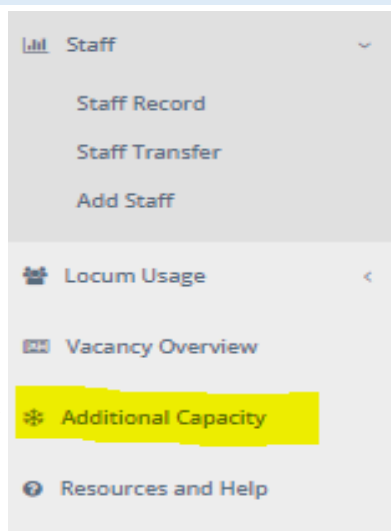 Staff
Staff Record
Staff Transfer
Add Staff
Locum Usage
Vacancy Overview
Additional Capacity
Resources and Help